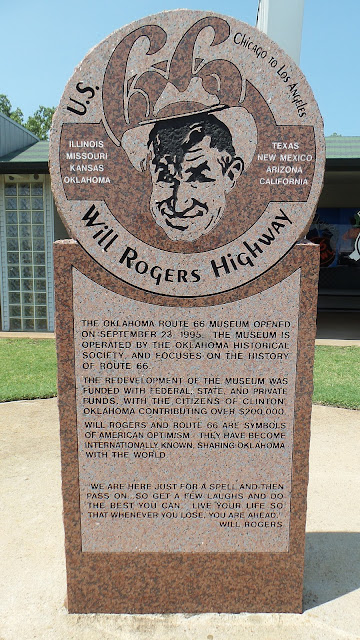 U.S. 66 Chicago to Los Angeles
ILLINOIS
MISSOURI
KANSAS
OKLAHOMA
TEXAS
NEW MEXICO
ARIZONA
CALIFORNIA
Will Rogers Highway
THE OKLAHOMA ROUTE 66 MUSEUM OPENED
ON SEPTEMBER 23, 1995. THE MUSEUM IS
OPERATED BY THE OKLAHOMA HISTORICAL
SOCIETY, AND FOCUSES ON THE HISTORY
OF ROUTE 66.
THE REDEVELOPMENT OF THE MUSEUM WAS
FUNDED WITH FEDERAL, STATE, AND PRIVATE
FUNDS, WITH THE CITIZENS OF CLINTON,
OKLAHOMA CONTRIBUTING OVER $200,000.
WILL ROGERS AND ROUTE 66 ARE SYMBOLS
OF AMERICAN OPTIMISM. THEY HAVE BECOME
INTERNATIONALLY KNOWN, SHARING OKLAHOMA
WITH THE WORLD.
"WE ARE HERE JUST FOR A SPELL AND THEN
PASS ON. SO GET A FEW LAUGHS AND DO
THE BEST YOU CAN. LIVE YOUR LIFE SO
THAT WHENEVER YOU LOSE, YOU ARE AHEAD."
WILL ROGERS